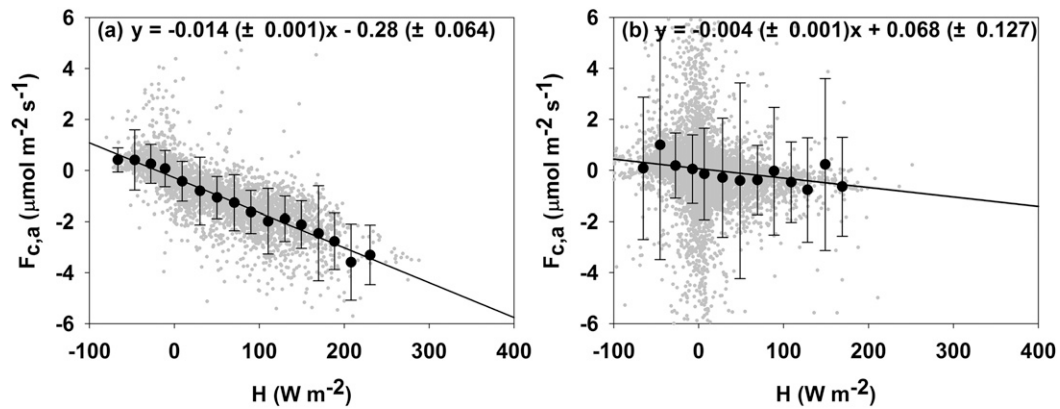 (a) y = -0.014 (± 0.001)x - 0.28 (± 0.064)
6
4
2
0
-2
-4
-6
F_c,a (μmol m⁻² s⁻¹)
-100 0 100 200 300 400
H (W m⁻²)
(b) y = -0.004 (± 0.001)x + 0.068 (± 0.127)
6
4
2
0
-2
-4
-6
F_c,a (μmol m⁻² s⁻¹)
-100 0 100 200 300 400
H (W m⁻²)